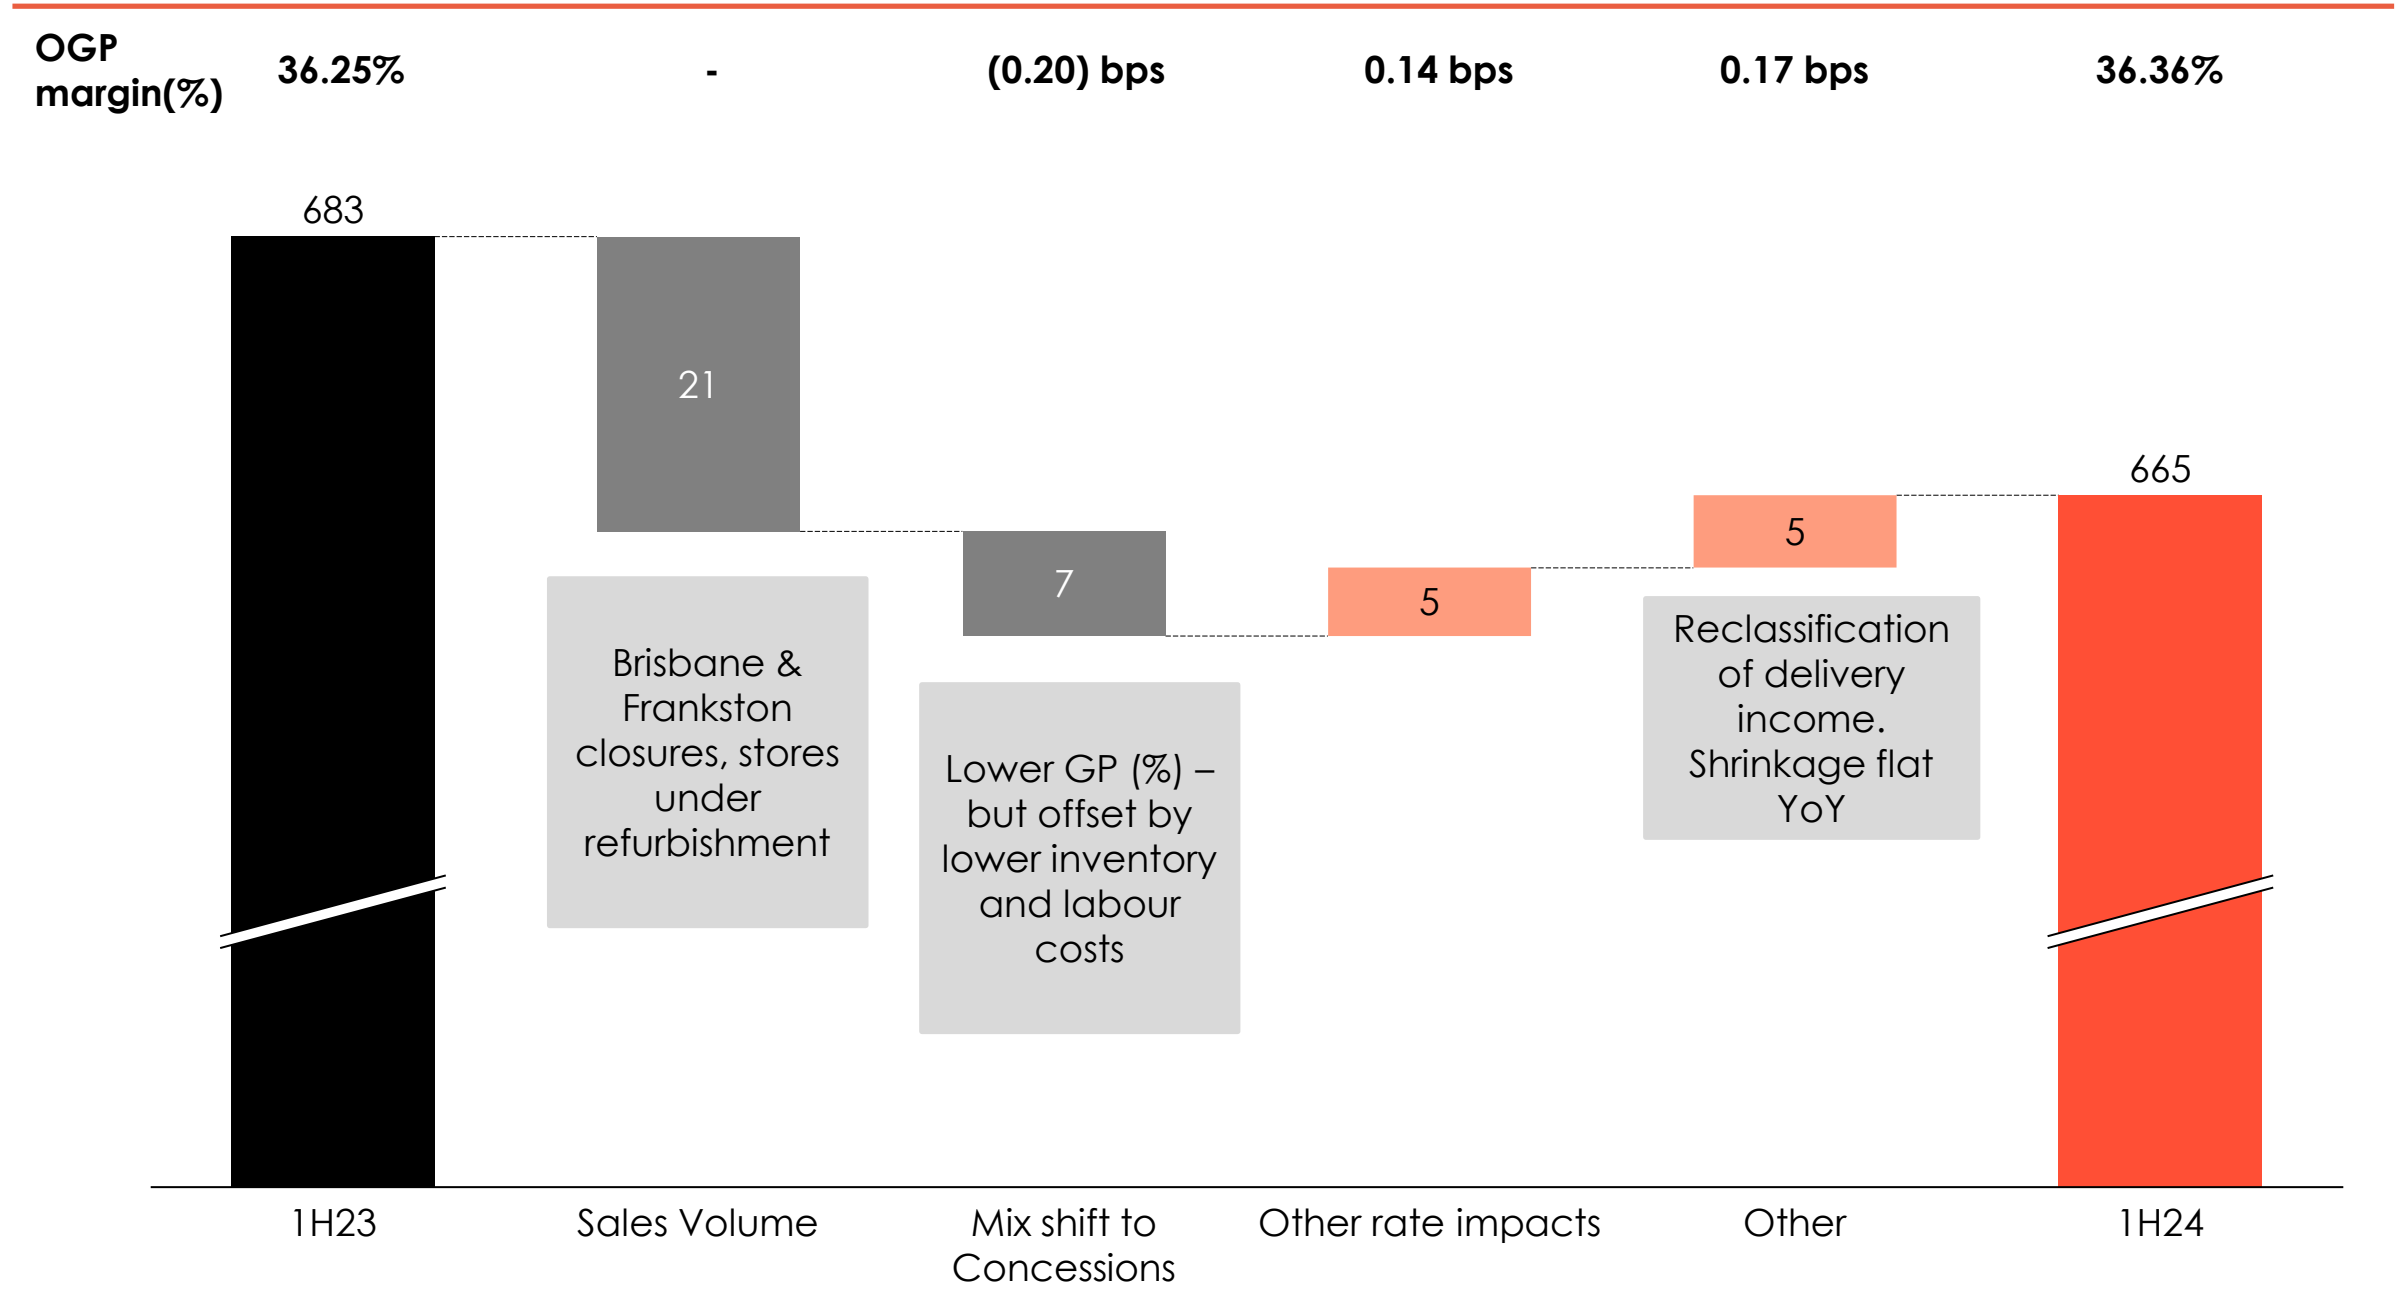 OGP
margin(%)
36.25%
-
(0.20) bps
0.14 bps
0.17 bps
36.36%
683
21
7
5
5
665
Brisbane &
Frankston
closures, stores
under
refurbishment
Lower GP (%) –
but offset by
lower inventory
and labour
costs
Reclassification
of delivery
income.
Shrinkage flat
YoY
1H23
Sales Volume
Mix shift to
Concessions
Other rate impacts
Other
1H24